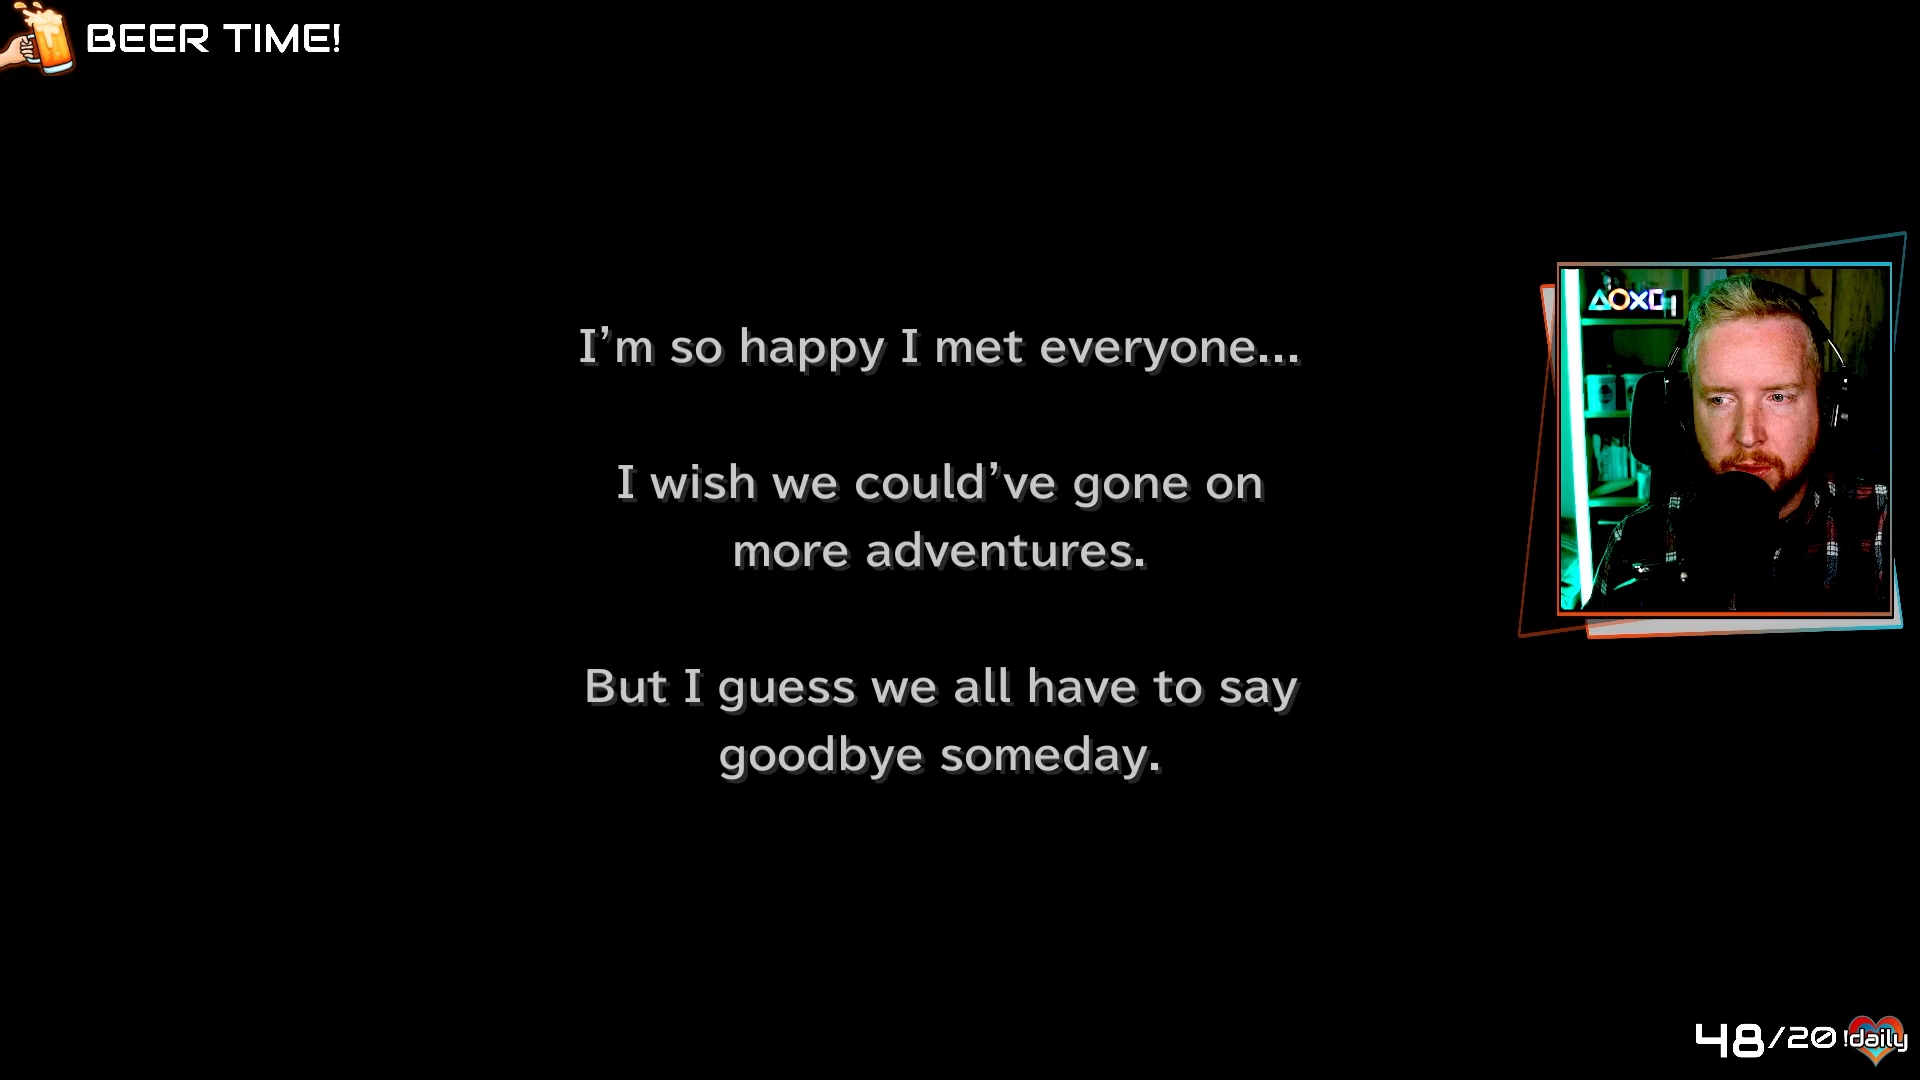 BEER TIME!
I'm so happy I met everyone...
I wish we could've gone on
more adventures.
But I guess we all have to say
goodbye someday.
48/20 !daily